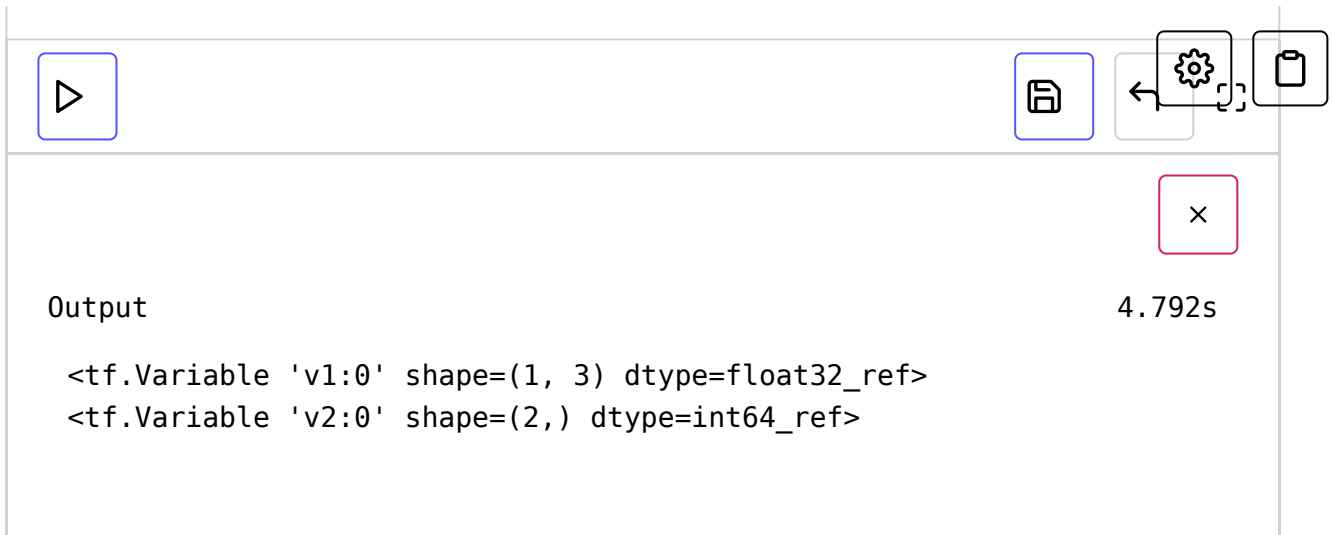 Output
4.792s
<tf.Variable 'v1:0' shape=(1, 3) dtype=float32_ref>
<tf.Variable 'v2:0' shape=(2,) dtype=int64_ref>